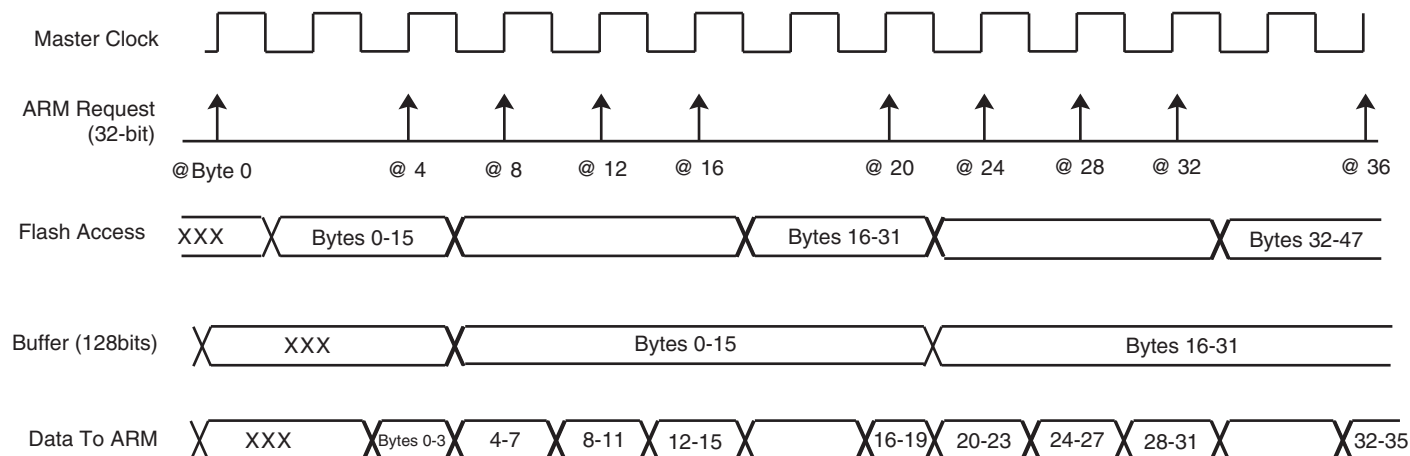 Master Clock
ARM Request
(32-bit)
@Byte 0 @ 4 @ 8 @ 12 @ 16 @ 20 @ 24 @ 28 @ 32 @ 36
Flash Access XXX Bytes 0-15 Bytes 16-31 Bytes 32-47
Buffer (128bits) XXX Bytes 0-15 Bytes 16-31
Data To ARM XXX Bytes 0-3 4-7 8-11 12-15 16-19 20-23 24-27 28-31 32-35